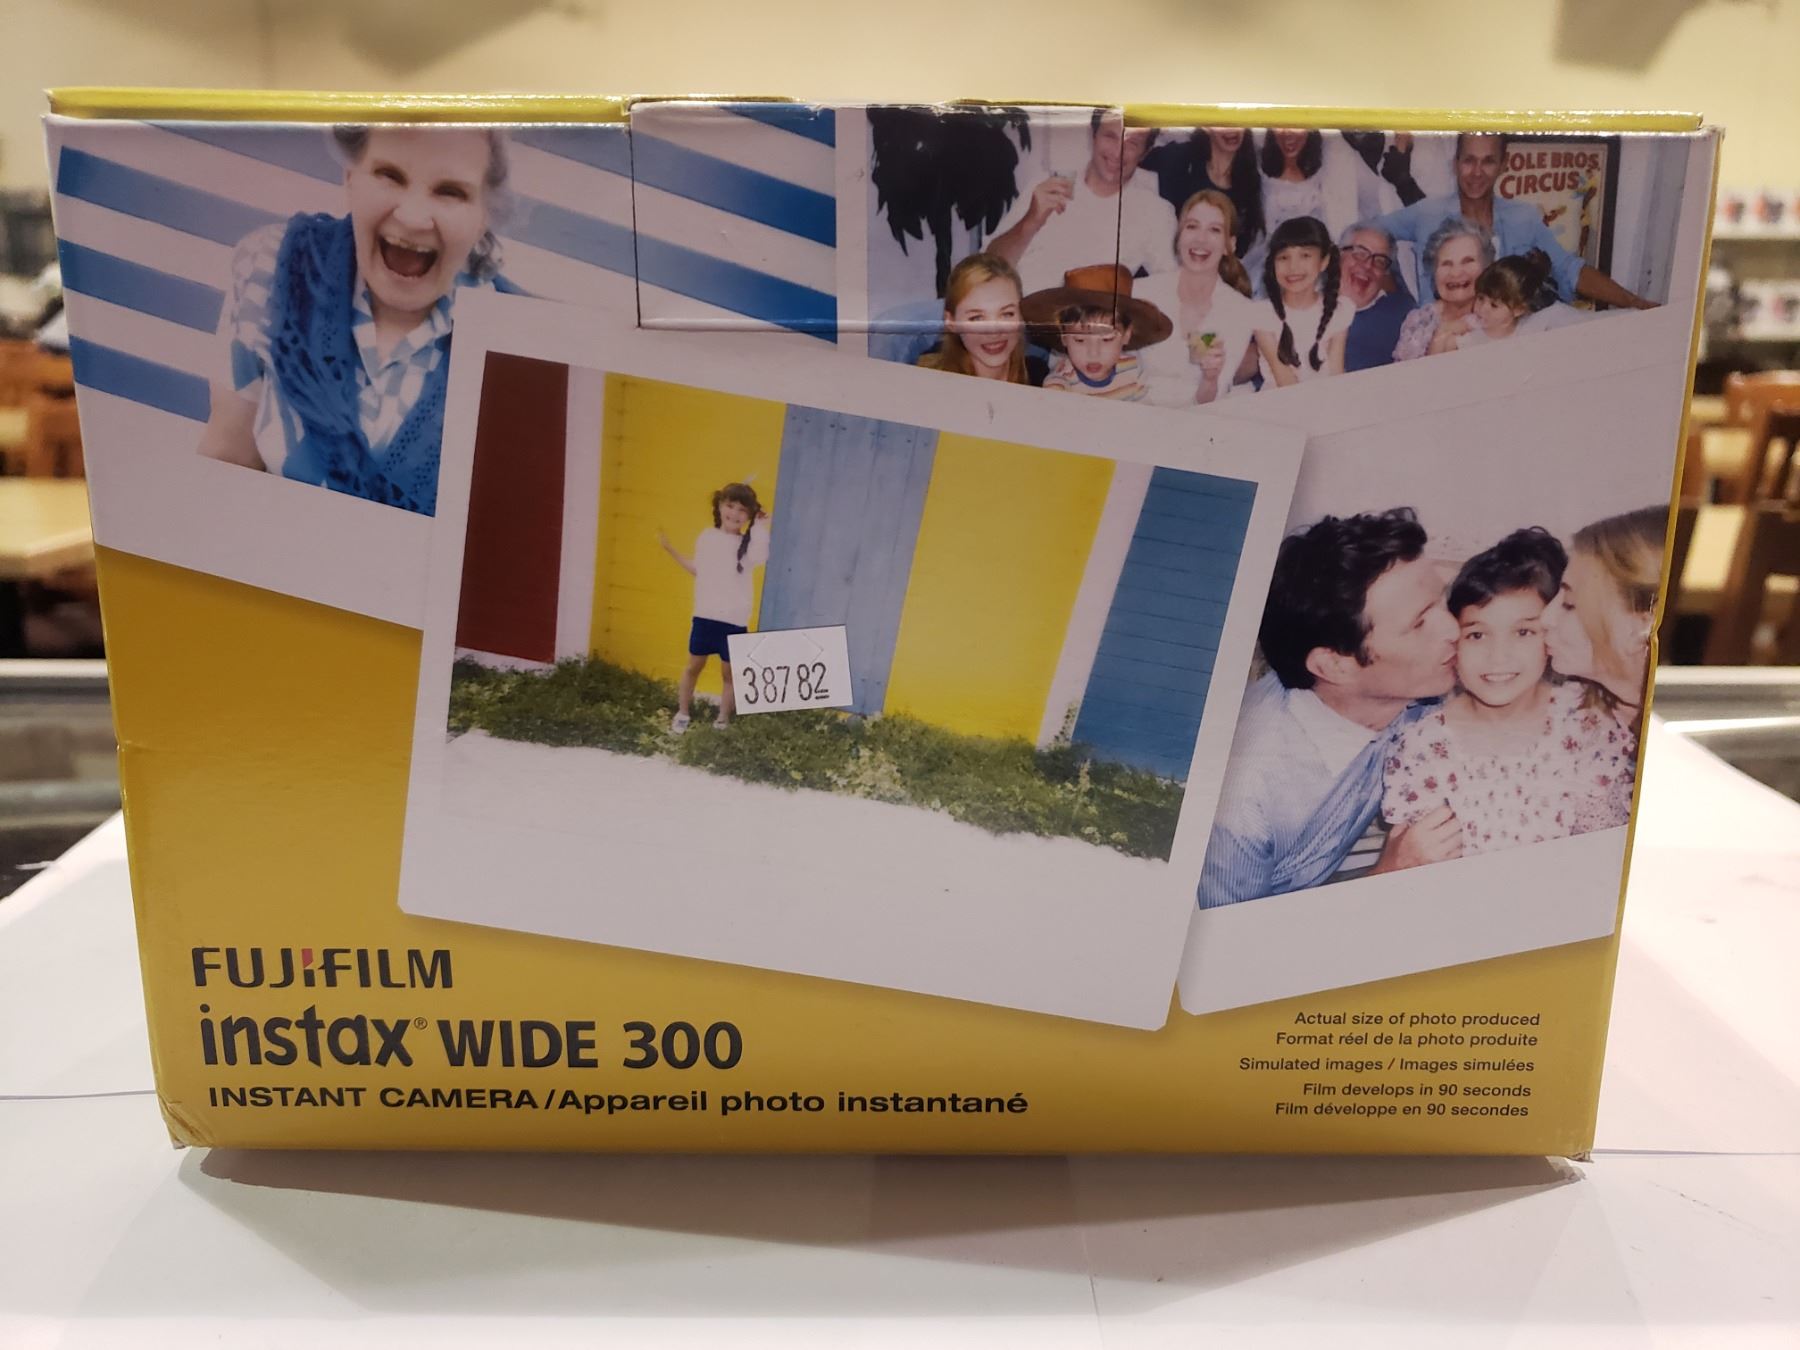 COLE BROS.
CIRCUS
38782
FUJIFILM
instax® WIDE 300
INSTANT CAMERA/Appareil photo instantané
Actual size of photo produced
Format réel de la photo produite
Simulated images / Images simulées
Film develops in 90 seconds
Film développe en 90 secondes